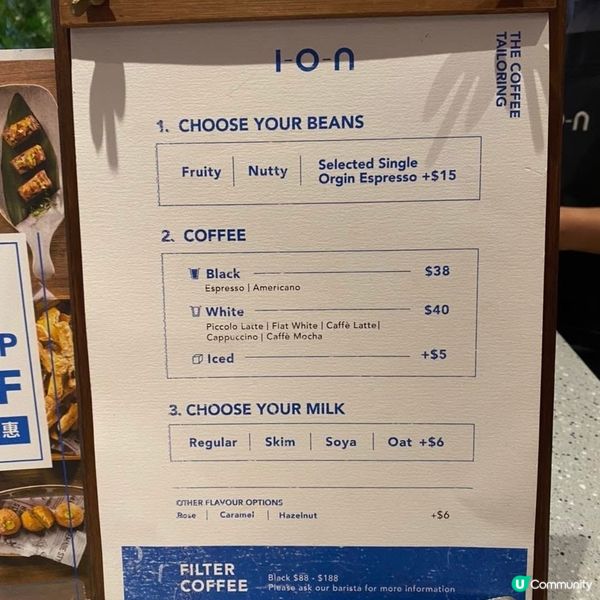 I-O-n
THE COFFEE
TAILORING
1. CHOOSE YOUR BEANS
Fruity | Nutty | Selected Single
Orgin Espresso +$15
2. COFFEE
Black $38
Espresso | Americano
White $40
Piccolo Latte | Flat White | Caffè Latte |
Cappuccino | Caffè Mocha
Iced +$5
3. CHOOSE YOUR MILK
Regular | Skim | Soya | Oat +$6
OTHER FLAVOUR OPTIONS
Rose | Caramel | Hazelnut +$6
FILTER
COFFEE
Black $88 - $188
Please ask our barista for more information
P
F
惠
-n
U Community